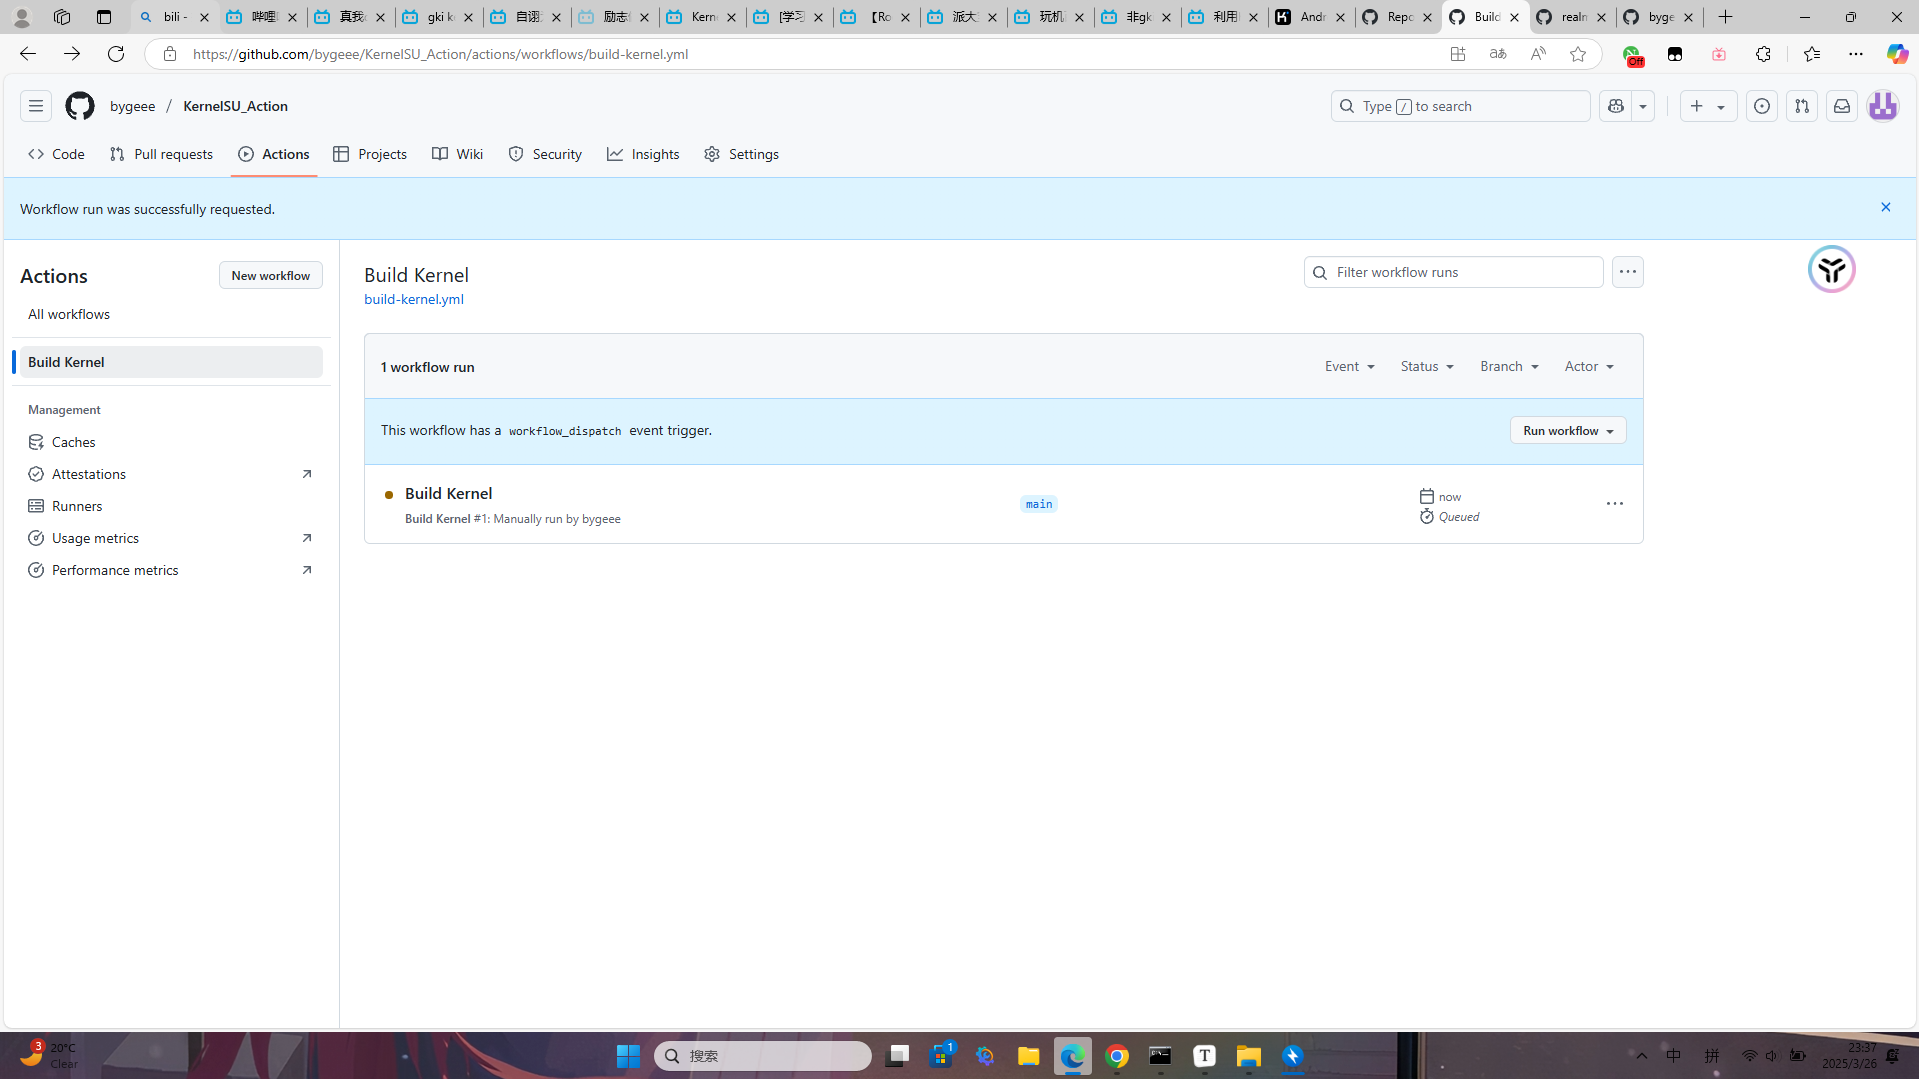 bili -
哔哩
真我
gki k
自诩
励志
Kerne
[学习
【Ro
派大
玩机
非gk
利用
Andr
Repo
Build
realm
byge
https://github.com/bygeee/KernelSU_Action/actions/workflows/build-kernel.yml
Off
bygeee / KernelSU_Action
Type / to search
Code
Pull requests
Actions
Projects
Wiki
Security
Insights
Settings
Workflow run was successfully requested.
Actions
New workflow
All workflows
Build Kernel
Management
Caches
Attestations
Runners
Usage metrics
Performance metrics
Build Kernel
build-kernel.yml
Filter workflow runs
1 workflow run
Event
Status
Branch
Actor
This workflow has a workflow_dispatch event trigger.
Run workflow
Build Kernel
Build Kernel #1: Manually run by bygeee
main
now
Queued
3
20°C
Clear
搜索
1
T
中
拼
23:37
2025/3/26